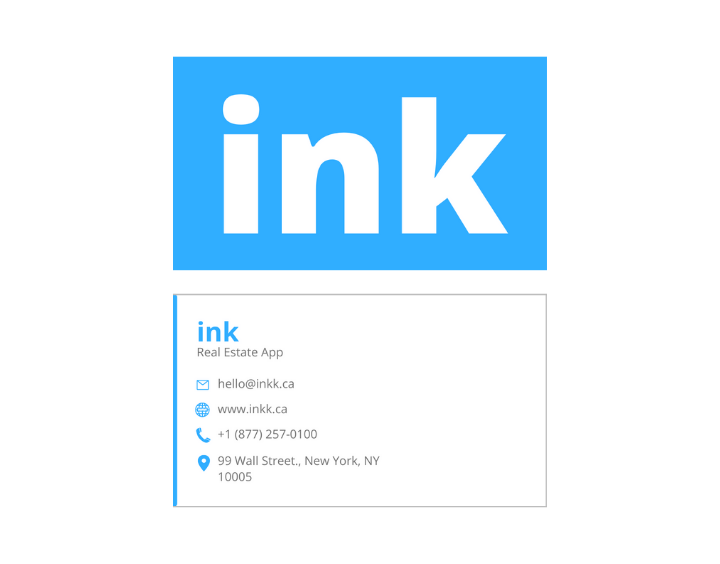 ink
ink
Real Estate App
hello@inkk.ca
www.inkk.ca
+1 (877) 257-0100
99 Wall Street., New York, NY
10005